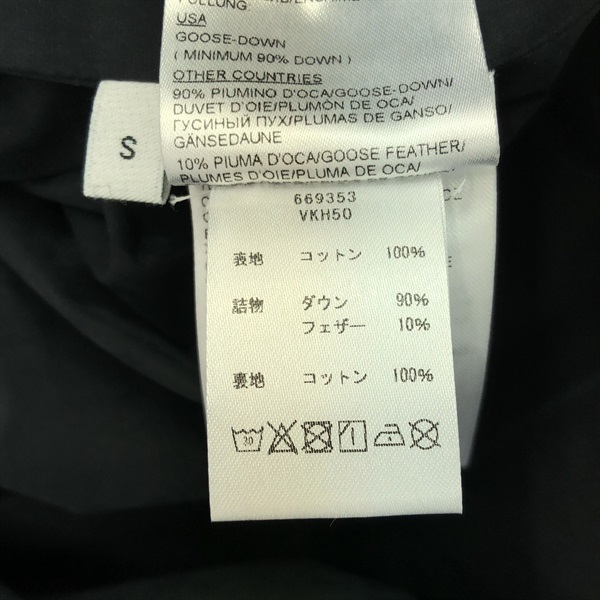 USA
GOOSE-DOWN
( MINIMUM 90% DOWN )
OTHER COUNTRIES
90% PIUMINO D'OCA/GOOSE-DOWN/
DUVET D'OIE/PLUMÓN DE OCA/
ГУСИНЫЙ ПУХ/PLUMAS DE GANSO/
GÄNSEDAUNE
10% PIUMA D'OCA/GOOSE FEATHER/
PLUMES D'OIE/PLUMA DE OCA/
S
669353
VKH50
表地 コットン 100%
詰物 ダウン 90%
フェザー 10%
裏地 コットン 100%
30